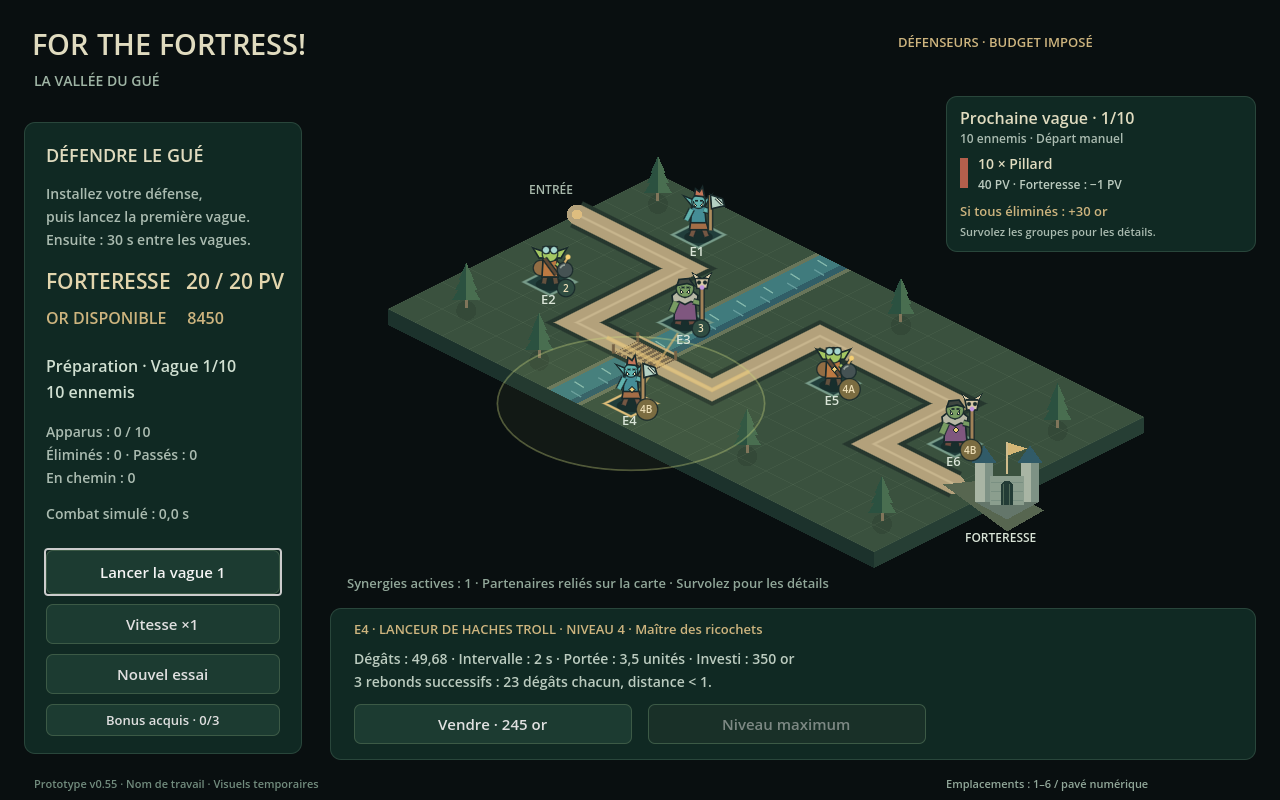 FOR THE FORTRESS!
LA VALLÉE DU GUÉ
DÉFENSEURS · BUDGET IMPOSÉ
DÉFENDRE LE GUÉ
Installez votre défense,
puis lancez la première vague.
Ensuite : 30 s entre les vagues.
FORTERESSE 20 / 20 PV
OR DISPONIBLE 8450
Préparation · Vague 1/10
10 ennemis
Apparus : 0 / 10
Éliminés : 0 · Passés : 0
En chemin : 0
Combat simulé : 0,0 s
Lancer la vague 1
Vitesse ×1
Nouvel essai
Bonus acquis · 0/3
Prochaine vague · 1/10
10 ennemis · Départ manuel
10 × Pillard
40 PV · Forteresse : −1 PV
Si tous éliminés : +30 or
Survolez les groupes pour les détails.
ENTRÉE
E1
2
E2
3
E3
4B
E4
4A
E5
4B
E6
FORTERESSE
Synergies actives : 1 · Partenaires reliés sur la carte · Survolez pour les détails
E4 · LANCEUR DE HACHES TROLL · NIVEAU 4 · Maître des ricochets
Dégâts : 49,68 · Intervalle : 2 s · Portée : 3,5 unités · Investi : 350 or
3 rebonds successifs : 23 dégâts chacun, distance < 1.
Vendre · 245 or
Niveau maximum
Prototype v0.55 · Nom de travail · Visuels temporaires
Emplacements : 1–6 / pavé numérique